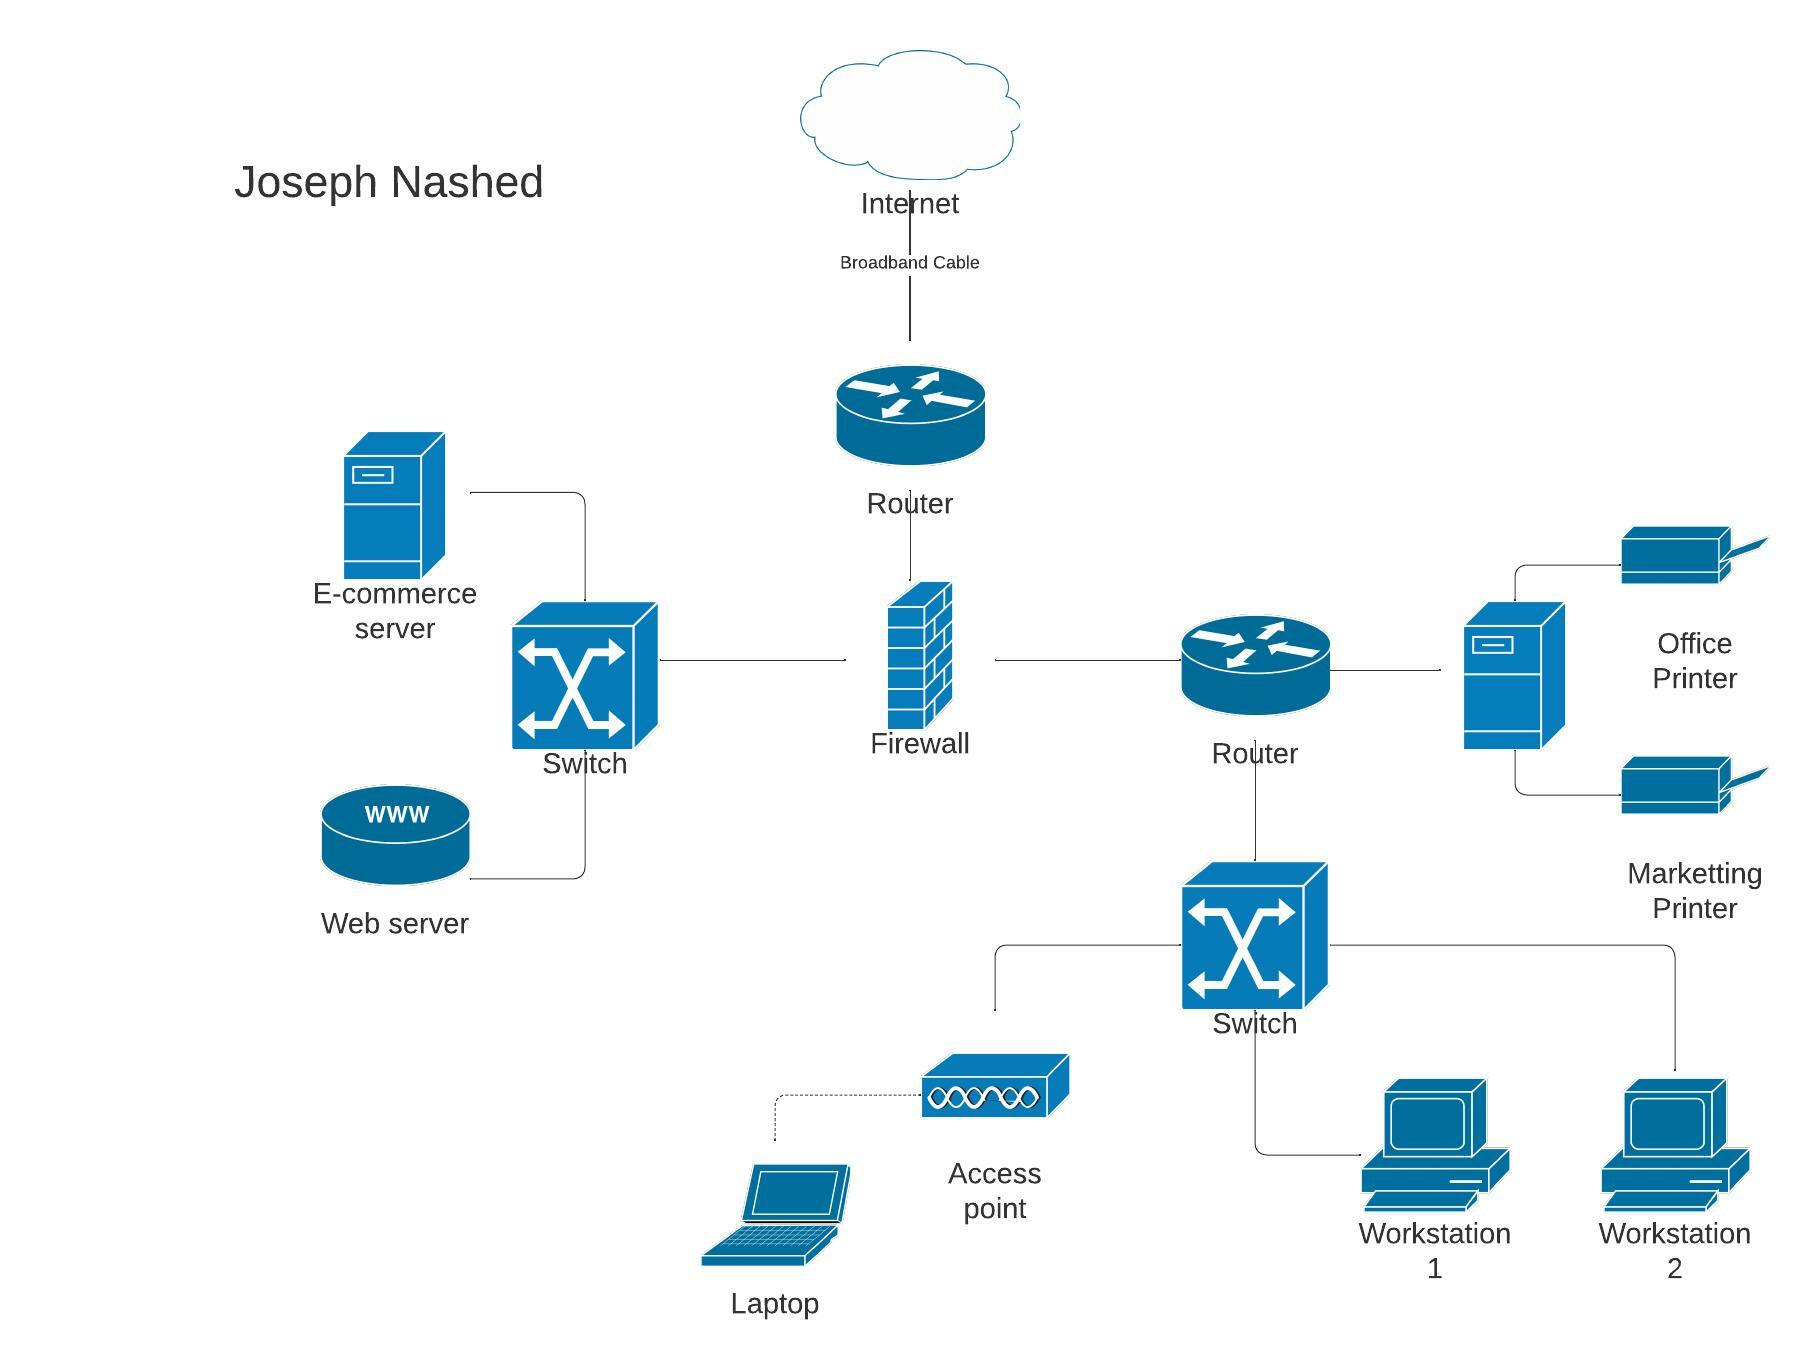 Joseph Nashed
Internet
Broadband Cable
Router
E-commerce
server
Switch
Firewall
Router
Office
Printer
WWW
Web server
Marketting
Printer
Switch
Access
point
Workstation
1
Workstation
2
Laptop